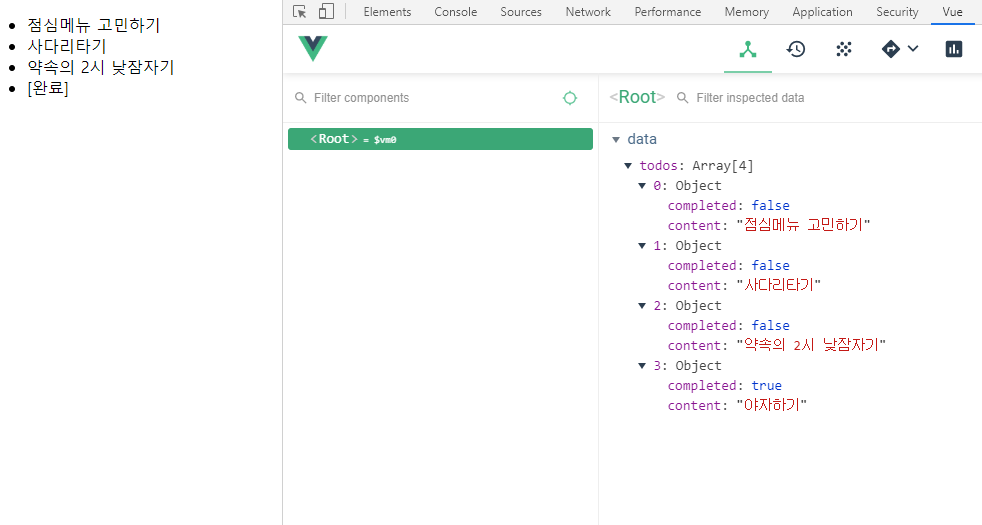 점심메뉴 고민하기
사다리타기
약속의 2시 낮잠자기
[완료]
Elements Console Sources Network Performance Memory Application Security Vue
Filter components
<Root> = $vm0
<Root> Filter inspected data
data
todos: Array[4]
0: Object
completed: false
content: "점심메뉴 고민하기"
1: Object
completed: false
content: "사다리타기"
2: Object
completed: false
content: "약속의 2시 낮잠자기"
3: Object
completed: true
content: "야자하기"